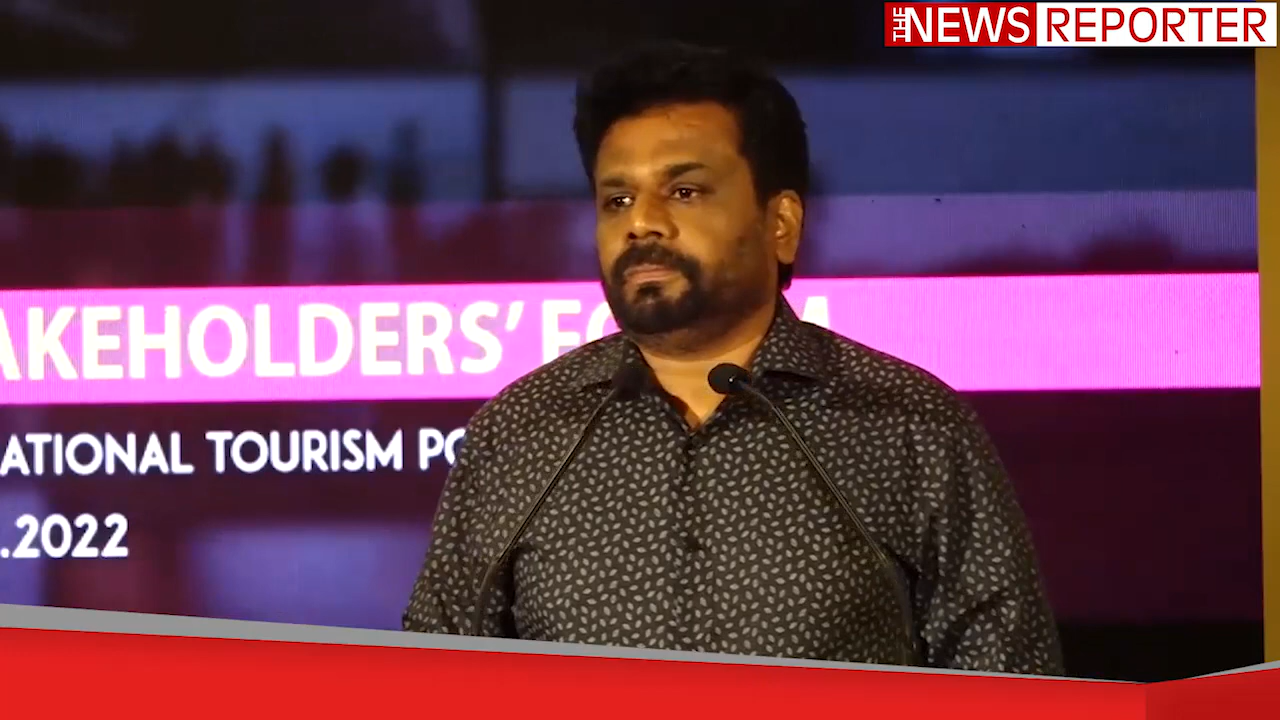 THE NEWS REPORTER
AKEHOLDERS' FO M
ATIONAL TOURISM PO
.2022